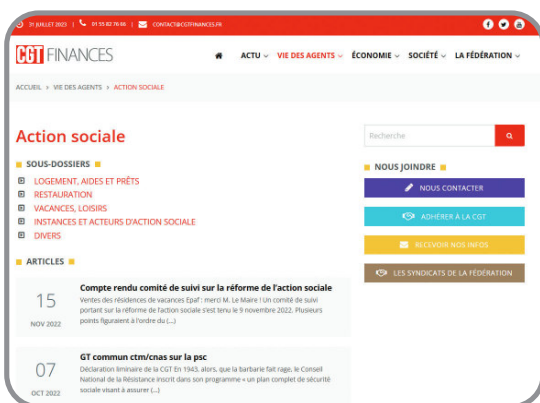 31 JUILLET 2023 | 01 55 82 76 66 | CONTACT@CGTFINANCES.FR
CGT FINANCES
ACTU VIE DES AGENTS ÉCONOMIE SOCIÉTÉ LA FÉDÉRATION
ACCUEIL > VIE DES AGENTS > ACTION SOCIALE
Action sociale
SOUS-DOSSIERS
LOGEMENT, AIDES ET PRÊTS
RESTAURATION
VACANCES, LOISIRS
INSTANCES ET ACTEURS D'ACTION SOCIALE
DIVERS
ARTICLES
15
NOV 2022
Compte rendu comité de suivi sur la réforme de l'action sociale
Ventes des résidences de vacances Épaf : merci M. Le Maire ! Un comité de suivi
portant sur la réforme de l'action sociale s'est tenu le 9 novembre 2022. Plusieurs
points figuraient à l'ordre du (...)
07
OCT 2022
GT commun ctm/cnas sur la psc
Déclaration liminaire de la CGT En 1943, alors, que la barbarie fait rage, le Conseil
National de la Résistance inscrit dans son programme « un plan complet de sécurité
sociale visant à assurer (...)
Recherche
NOUS JOINDRE
NOUS CONTACTER
ADHÉRER À LA CGT
RECEVOIR NOS INFOS
LES SYNDICATS DE LA FÉDÉRATION